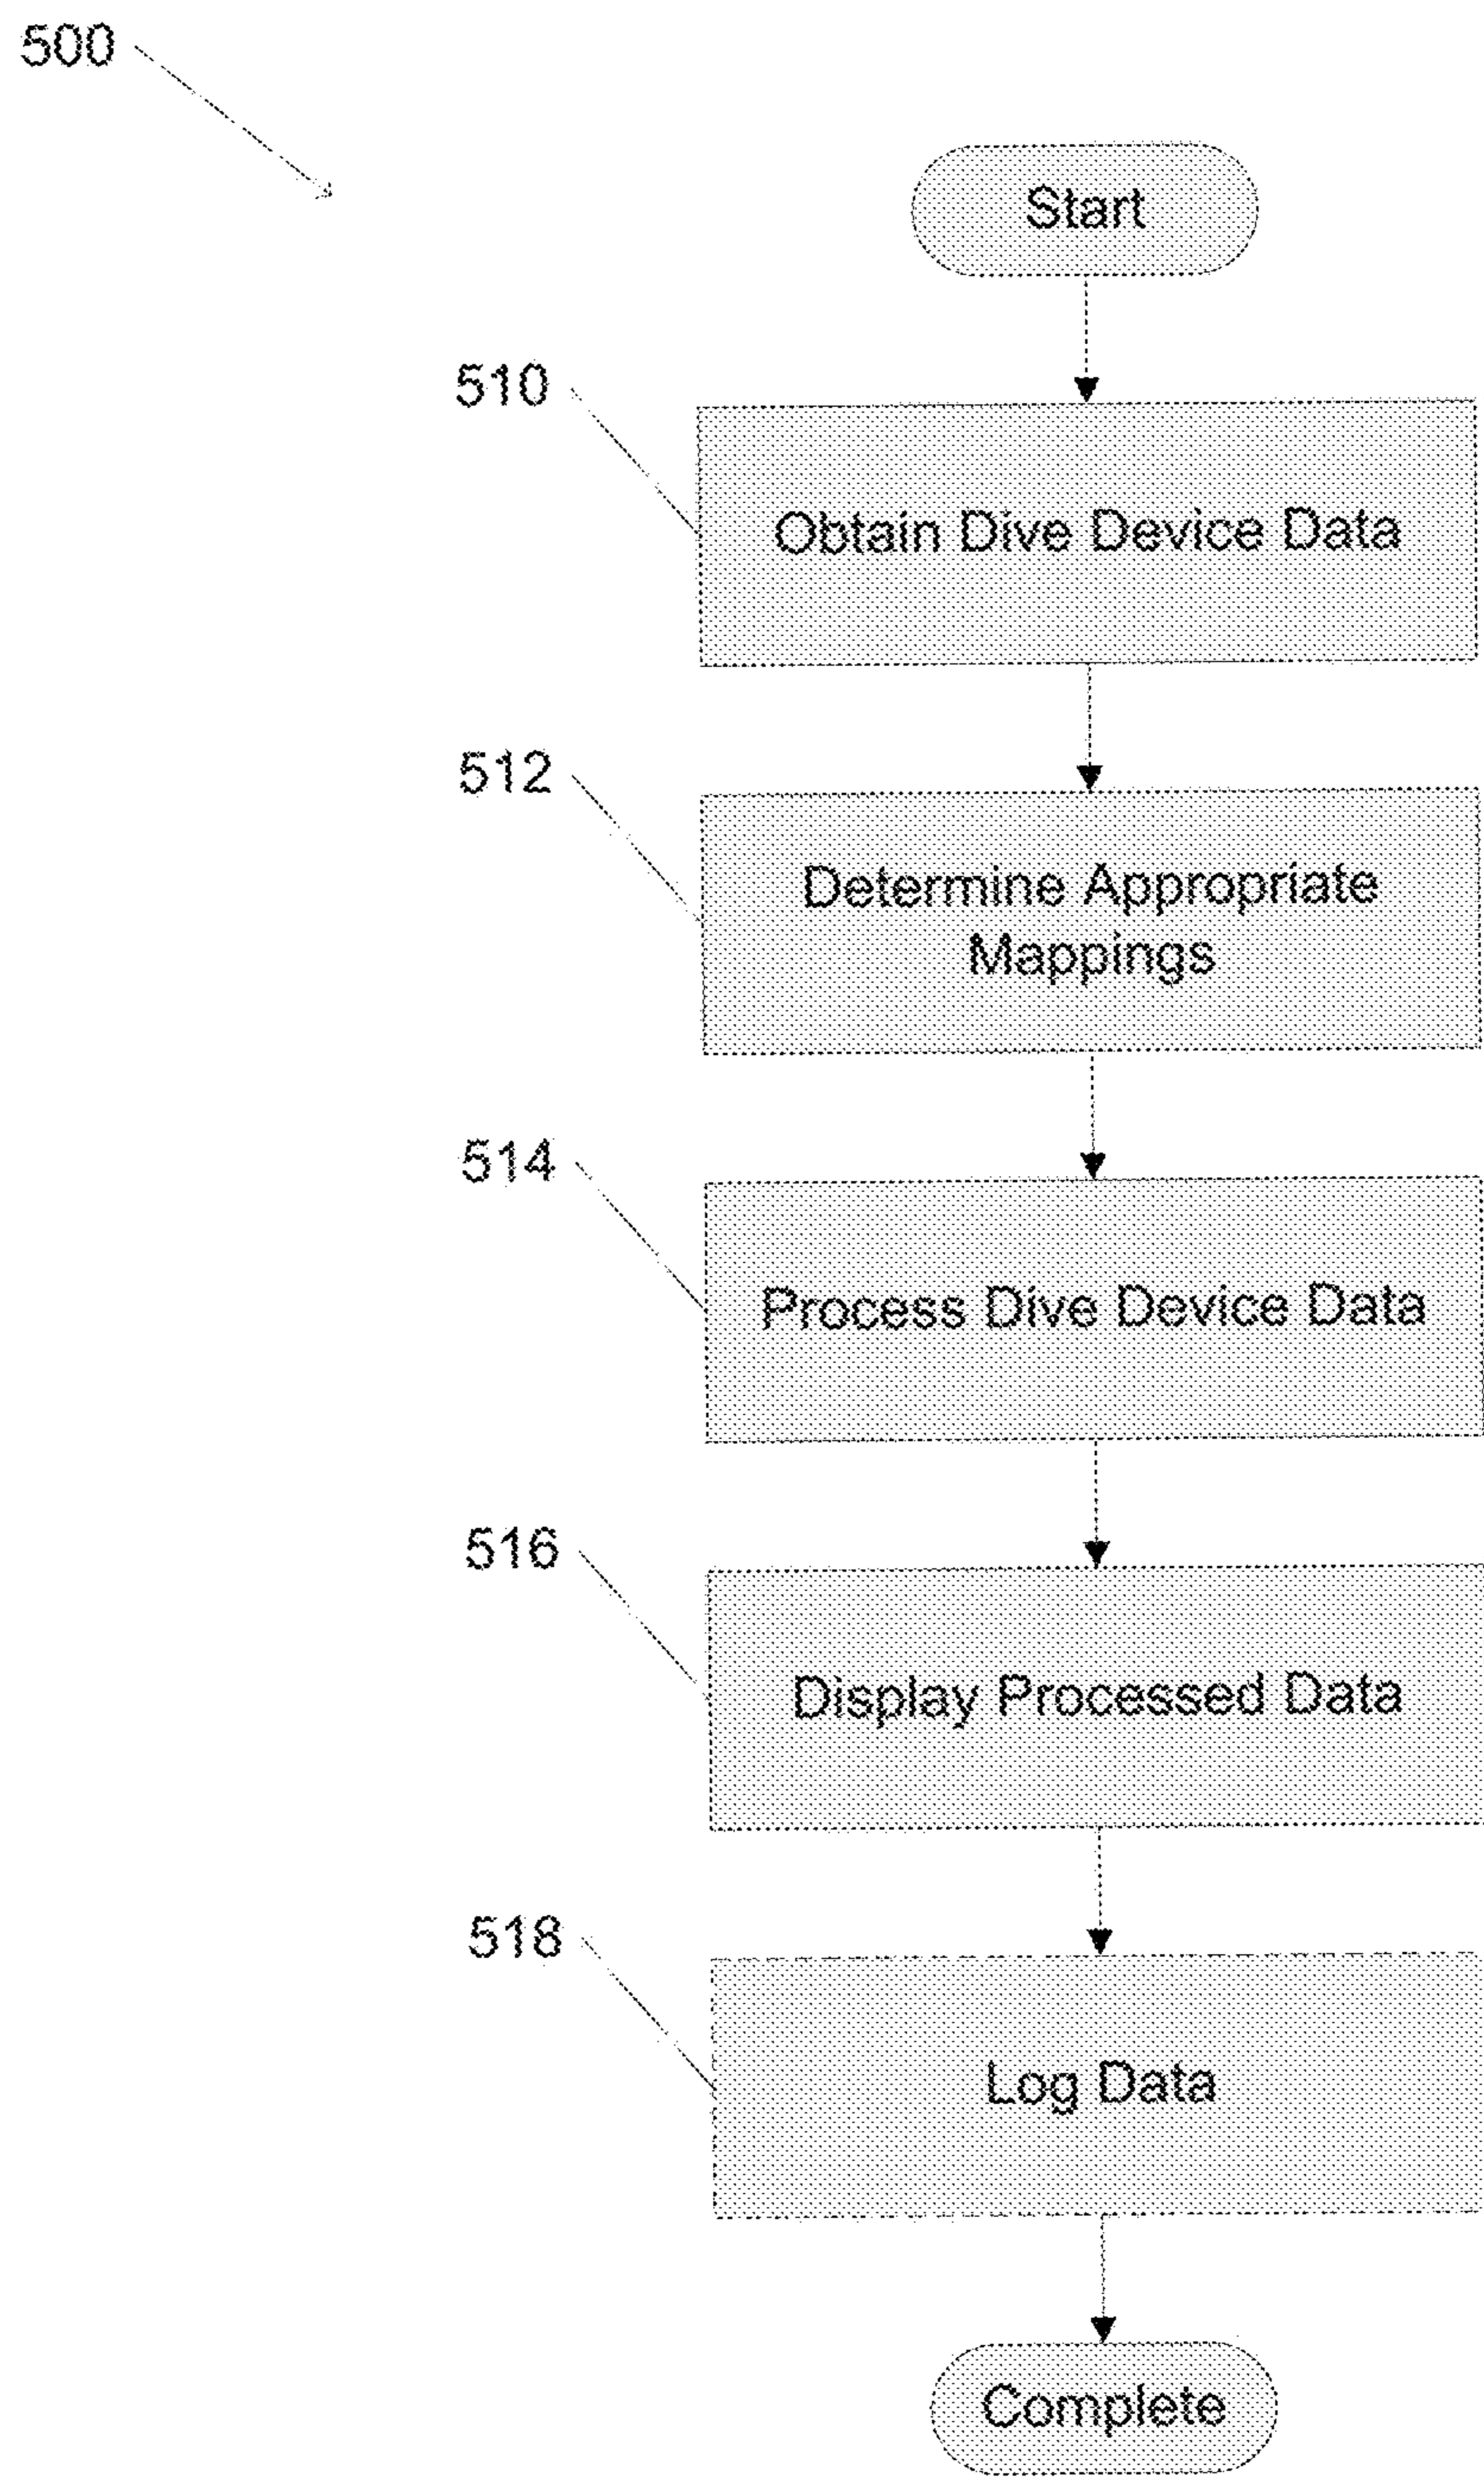 500
Start
510
Obtain Dive Device Data
512
Determine Appropriate
Mappings
514
Process Dive Device Data
516
Display Processed Data
518
Log Data
Complete